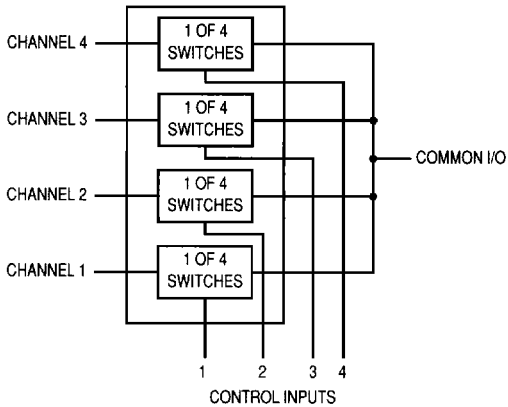 CHANNEL 4
1 OF 4
SWITCHES
CHANNEL 3
1 OF 4
SWITCHES
COMMON I/O
CHANNEL 2
1 OF 4
SWITCHES
CHANNEL 1
1 OF 4
SWITCHES
1 2 3 4
CONTROL INPUTS